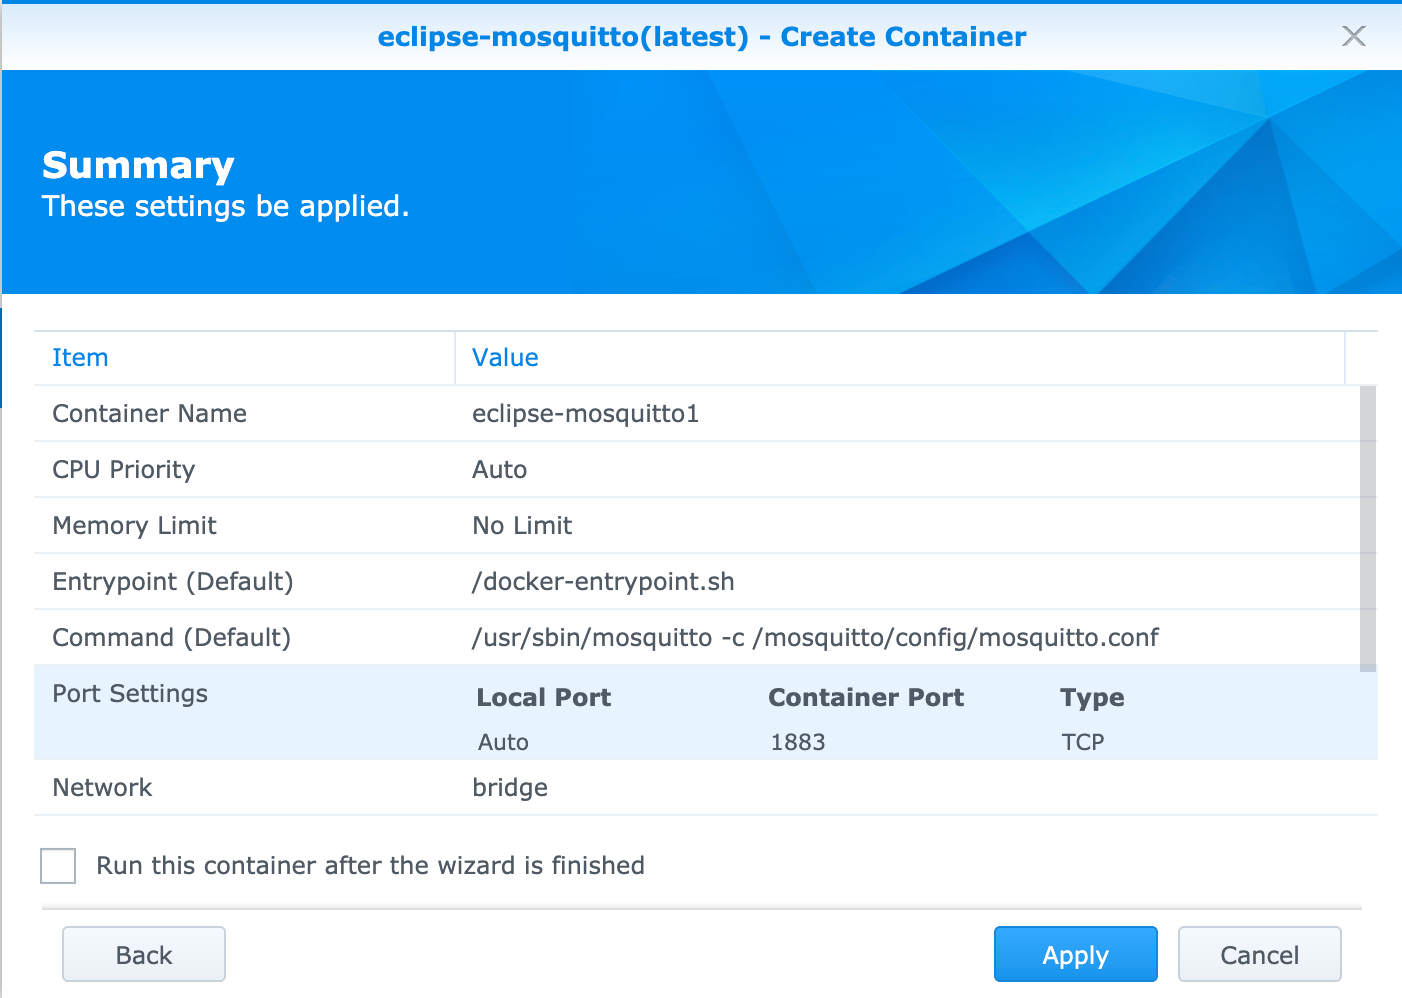 eclipse-mosquitto(latest) - Create Container
Summary
These settings be applied.
Item Value
Container Name eclipse-mosquitto1
CPU Priority Auto
Memory Limit No Limit
Entrypoint (Default) /docker-entrypoint.sh
Command (Default) /usr/sbin/mosquitto -c /mosquitto/config/mosquitto.conf
Port Settings Local Port Container Port Type
Auto 1883 TCP
Network bridge
Run this container after the wizard is finished
Back Apply Cancel